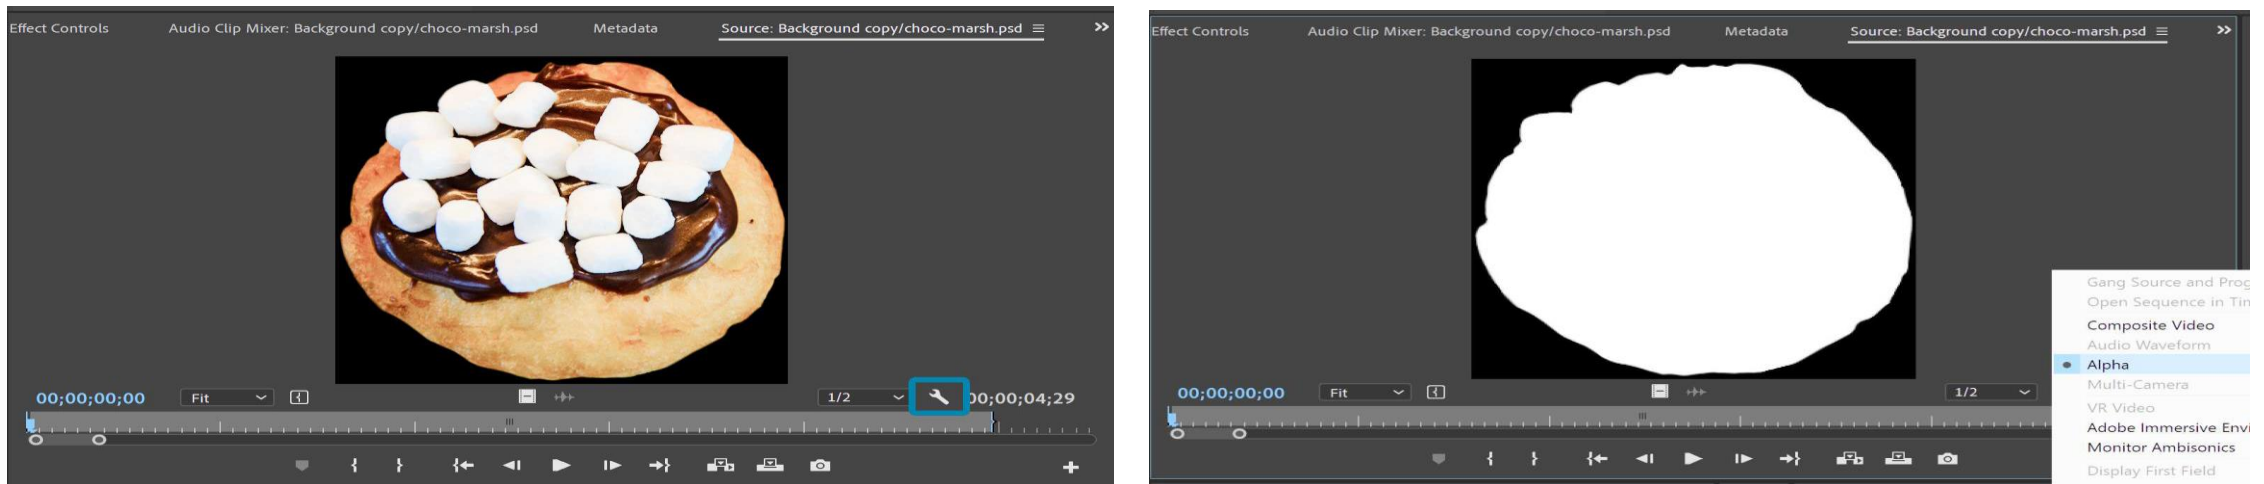 Effect Controls Audio Clip Mixer: Background copy/choco-marsh.psd Metadata Source: Background copy/choco-marsh.psd
00;00;00;00 Fit 1/2 00;00;04;29
Effect Controls Audio Clip Mixer: Background copy/choco-marsh.psd Metadata Source: Background copy/choco-marsh.psd
00;00;00;00 Fit 1/2
Gang Source and Prog
Open Sequence in Tin
Composite Video
Audio Waveform
Alpha
Multi-Camera
VR Video
Adobe Immersive Envi
Monitor Ambisonics
Display First Field